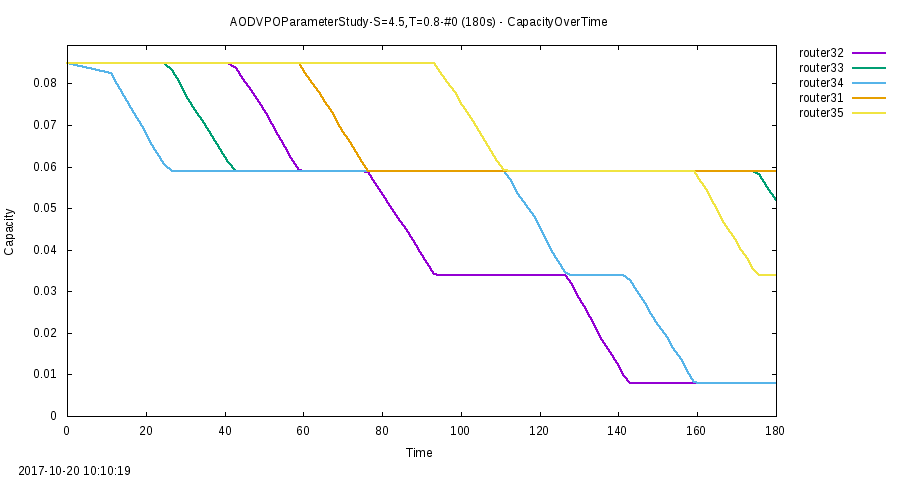 AODVPOParameterStudy-S=4.5,T=0.8-#0 (180s) - CapacityOverTime
router32
router33
router34
router31
router35
0.08
0.07
0.06
0.05
0.04
0.03
0.02
0.01
0
Capacity
0 20 40 60 80 100 120 140 160 180
Time
2017-10-20 10:10:19